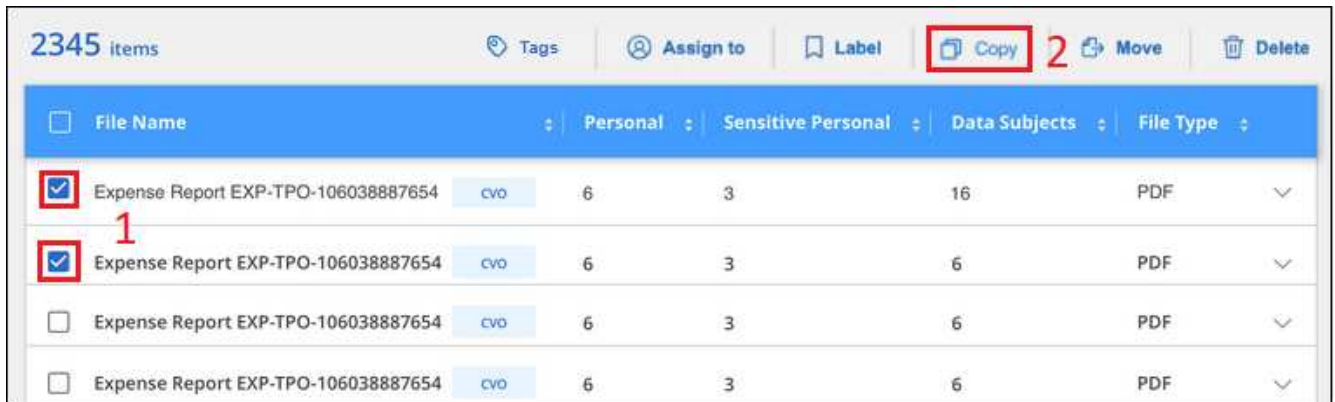 2345 items Tags Assign to Label Copy 2 Move Delete
File Name Personal Sensitive Personal Data Subjects File Type
Expense Report EXP-TPO-106038887654 CVO 6 3 16 PDF
1
Expense Report EXP-TPO-106038887654 CVO 6 3 6 PDF
Expense Report EXP-TPO-106038887654 CVO 6 3 6 PDF
Expense Report EXP-TPO-106038887654 CVO 6 3 6 PDF